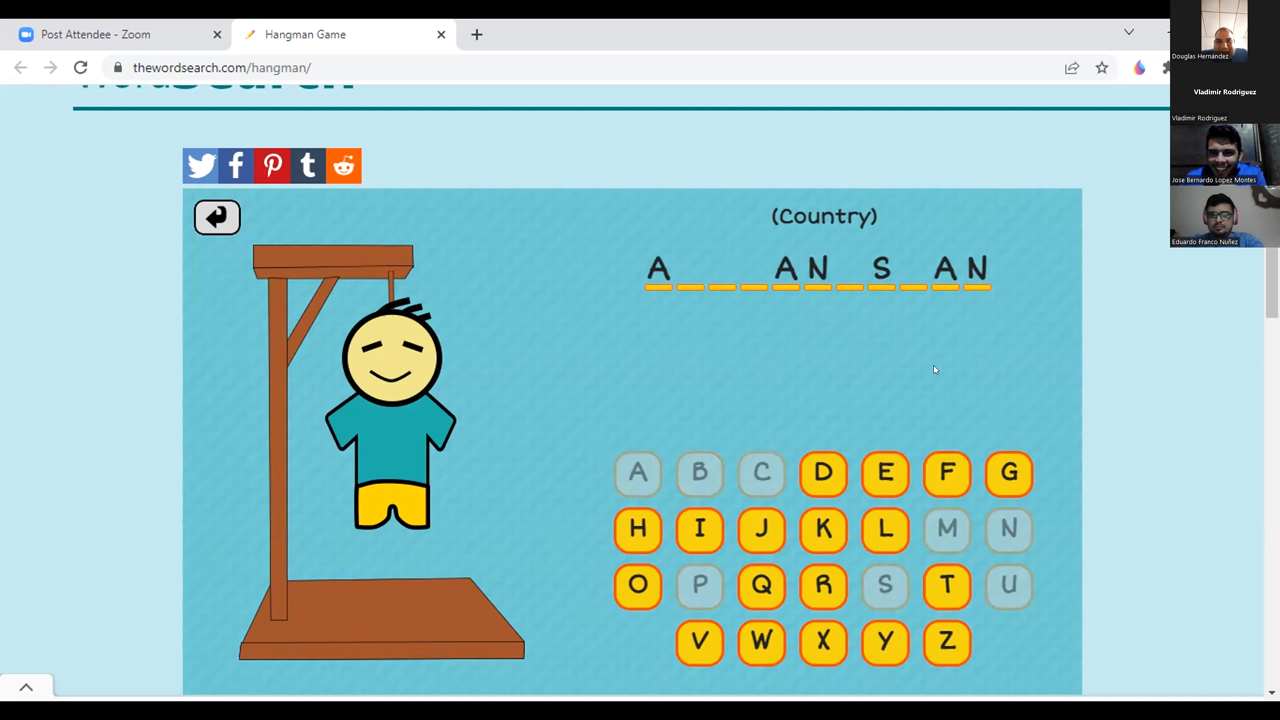 Post Attendee - Zoom
Hangman Game
thewordsearch.com/hangman/
Douglas Hernández
Vladimir Rodriguez
Vladimir Rodriguez
Jose Bernardo Lopez Montes
Eduardo Franco Nuñez
WordSearch
(Country)
A _ _ _ A N _ S _ A N
A B C D E F G
H I J K L M N
O P Q R S T U
V W X Y Z